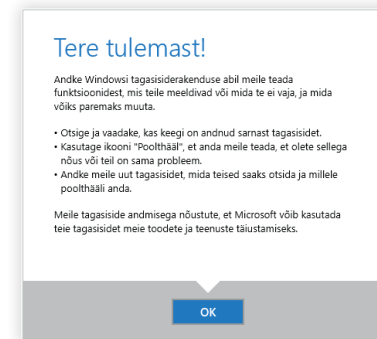 Tere tulemast!
Andke Windowsi tagasisiderakenduse abil meile teada
funktsioonidest, mis teile meeldivad või mida te ei vaja, ja mida
võiks paremaks muuta.
• Otsige ja vaadake, kas keegi on andnud sarnast tagasisidet.
• Kasutage ikooni "Poolthääl", et anda meile teada, et olete sellega
nõus või teil on sama probleem.
• Andke meile uut tagasisidet, mida teised saaks otsida ja millele
poolthääli anda.
Meile tagasiside andmisega nõustute, et Microsoft võib kasutada
teie tagasisidet meie toodete ja teenuste täiustamiseks.
OK